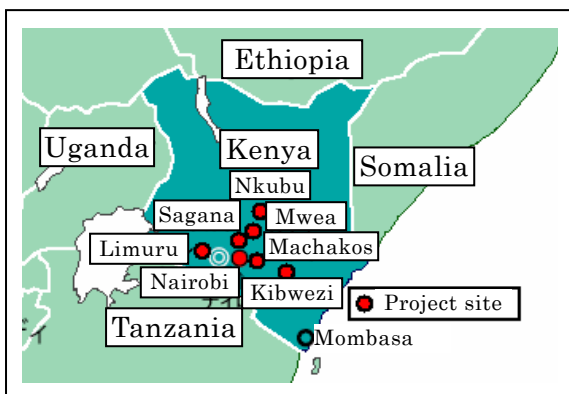 Ethiopia
Uganda
Kenya
Somalia
Nkubu
Sagana
Mwea
Limuru
Machakos
Nairobi
Kibwezi
Project site
Tanzania
Mombasa